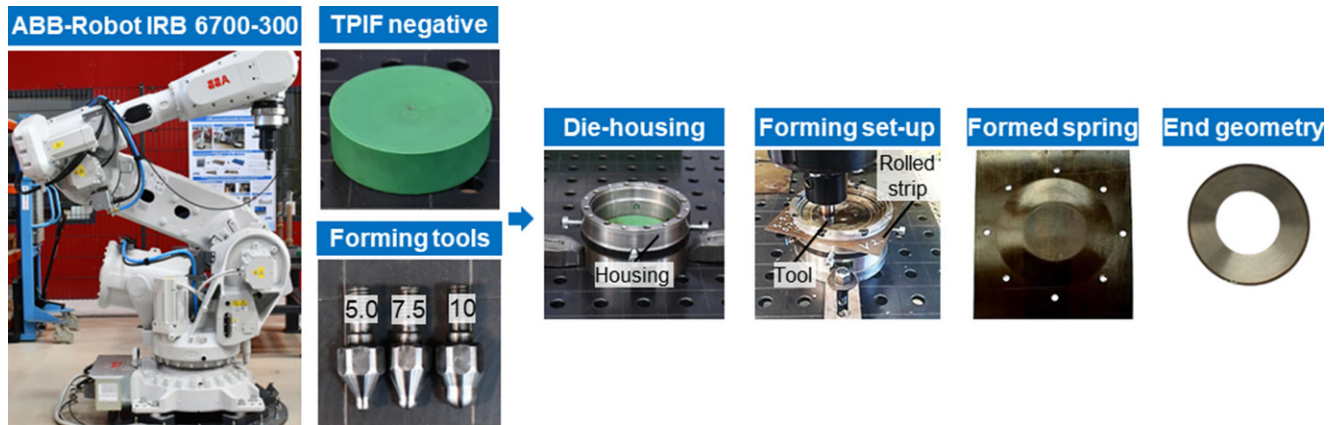 ABB-Robot IRB 6700-300
ABB
TPIF negative
Forming tools
5.0
7.5
10
Die-housing
Housing
Forming set-up
Rolled
strip
Tool
Formed spring
End geometry